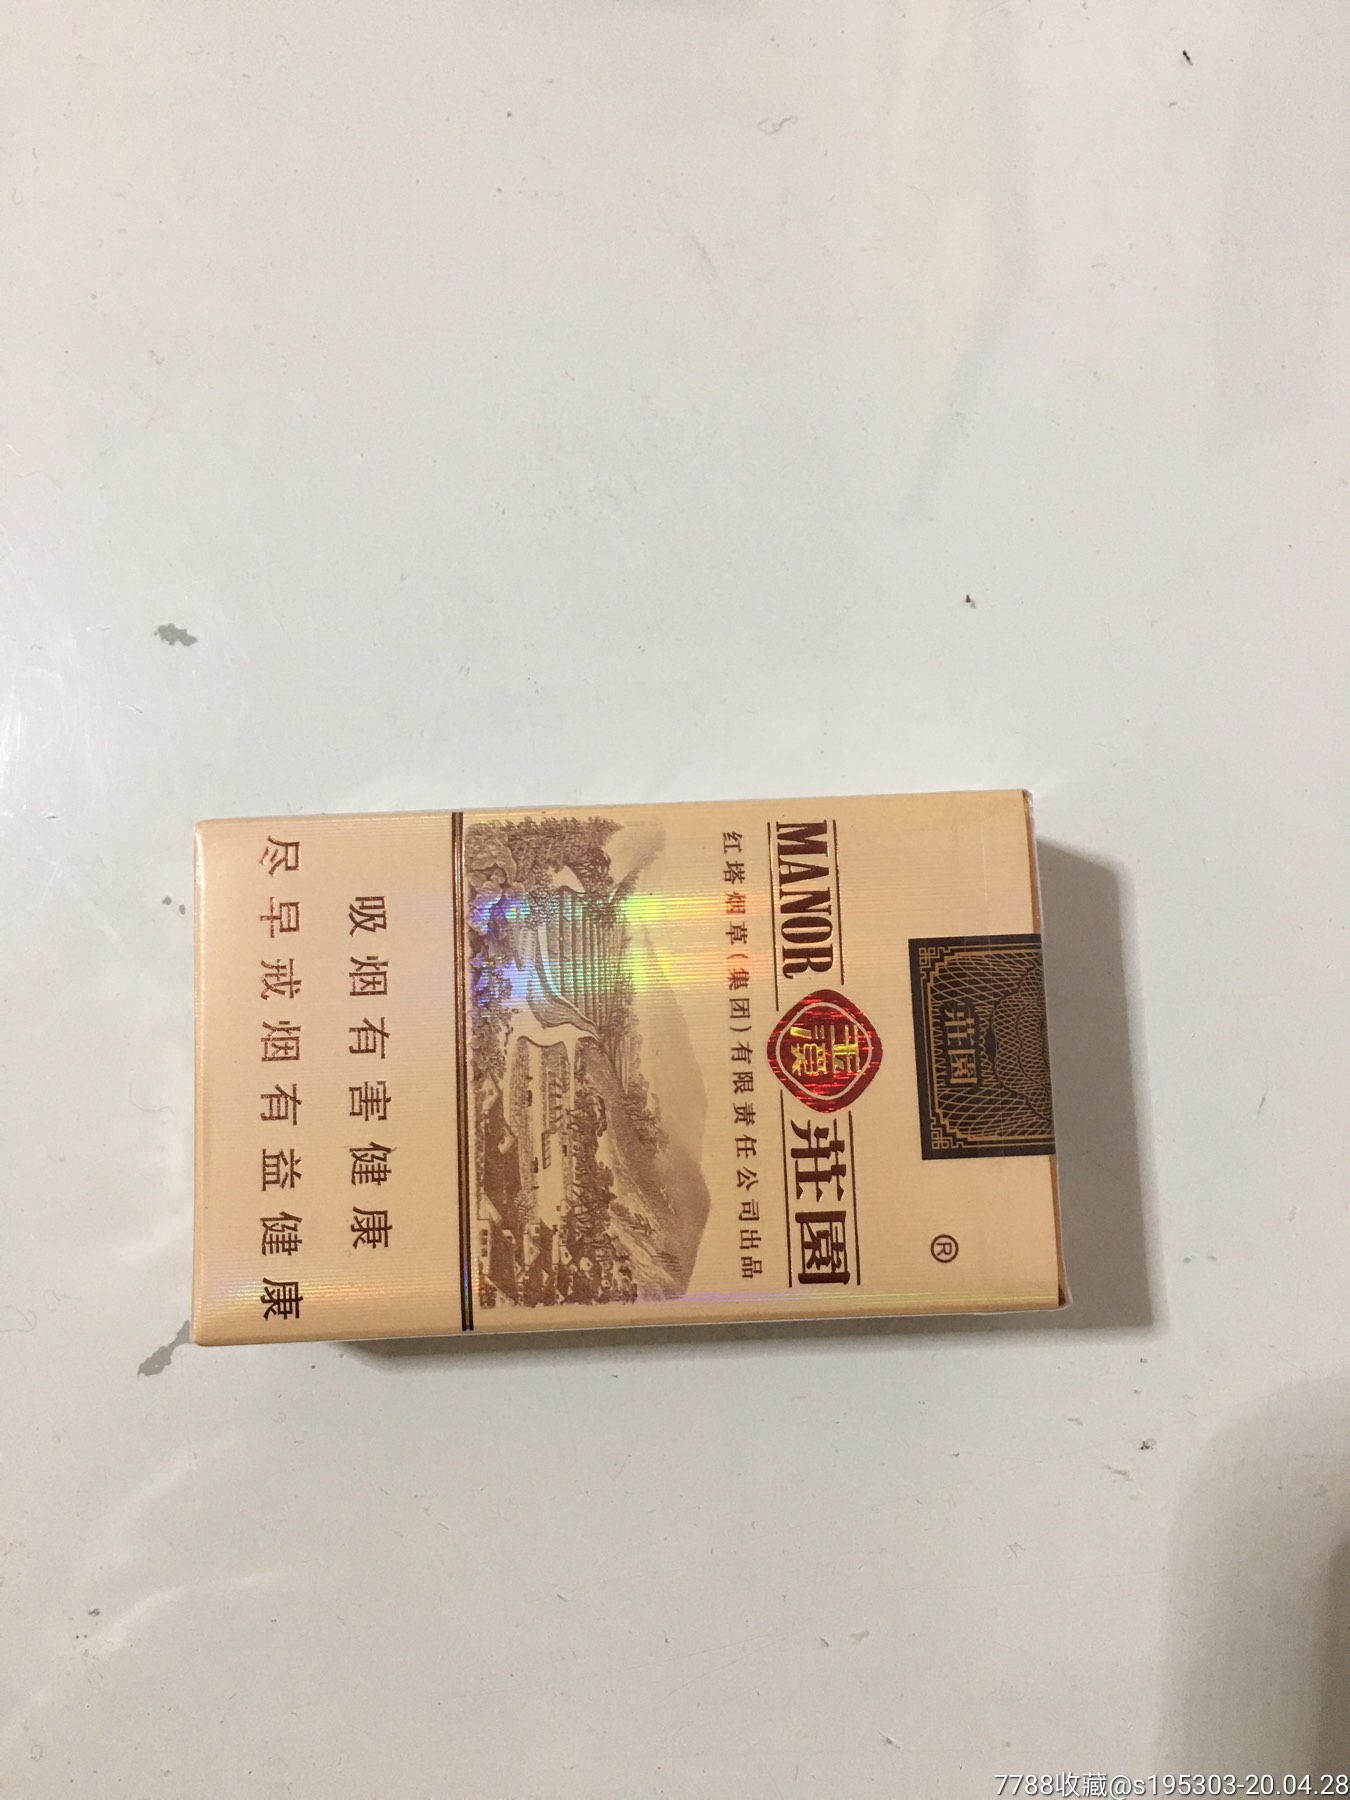 莊園
®
MANOR 玉溪 莊園
红塔烟草(集团)有限责任公司出品
吸烟有害健康
尽早戒烟有益健康
7788收藏@s195303-20.04.28